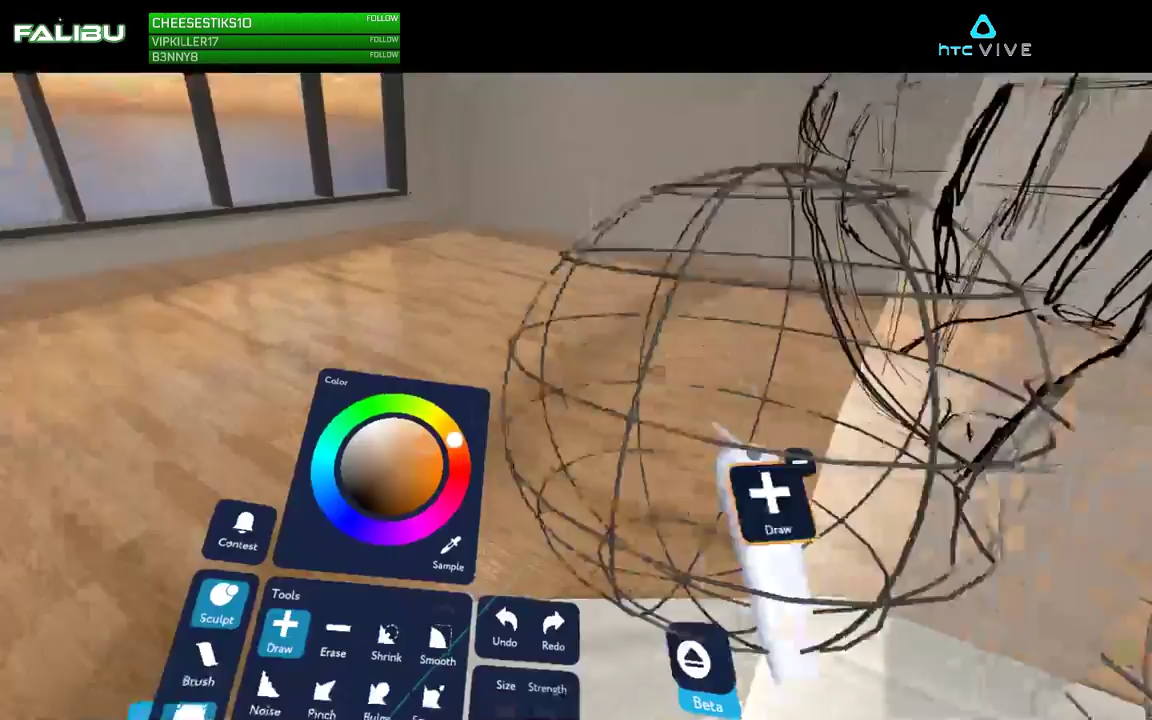 FALIBU
CHEESESTIKS10 FOLLOW
VIPKILLER17 FOLLOW
B3NNY8 FOLLOW
htc VIVE
Color
Sample
Contest
Sculpt
Brush
Tools
Draw
Erase
Shrink
Smooth
Noise
Pinch
Undo
Redo
Size Strength
Draw
Beta